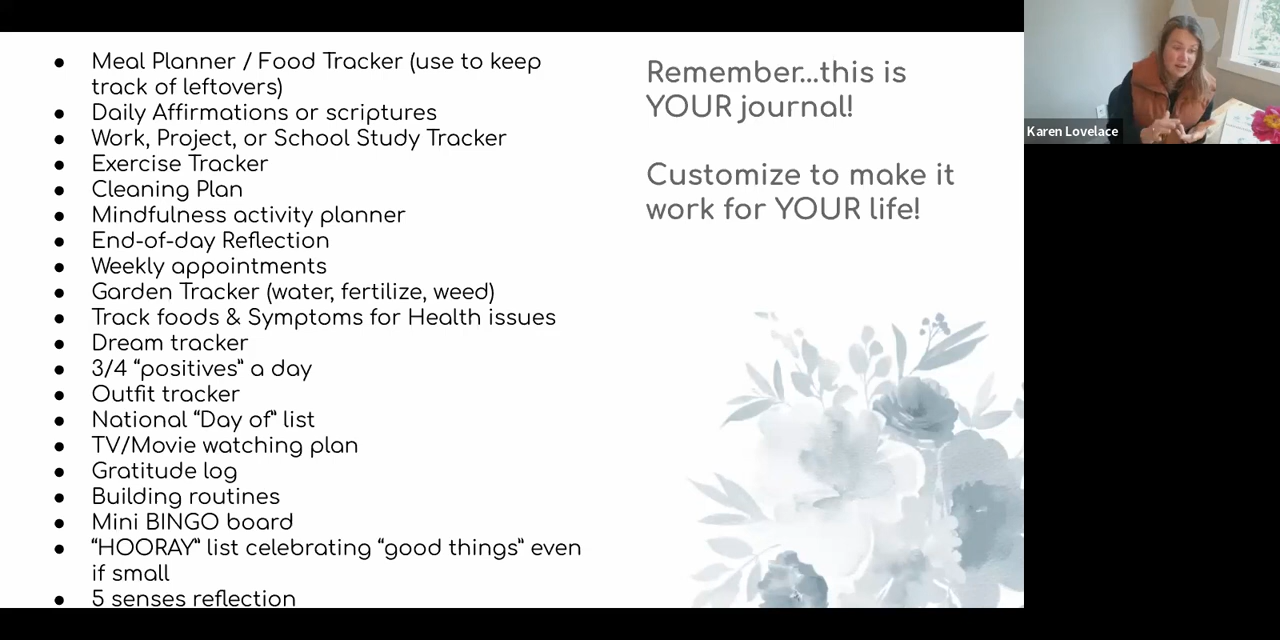 ● Meal Planner / Food Tracker (use to keep
track of leftovers)
● Daily Affirmations or scriptures
● Work, Project, or School Study Tracker
● Exercise Tracker
● Cleaning Plan
● Mindfulness activity planner
● End-of-day Reflection
● Weekly appointments
● Garden Tracker (water, fertilize, weed)
● Track foods & Symptoms for Health issues
● Dream tracker
● 3/4 “positives” a day
● Outfit tracker
● National “Day of” list
● TV/Movie watching plan
● Gratitude log
● Building routines
● Mini BINGO board
● “HOORAY” list celebrating “good things” even
if small
● 5 senses reflection
Remember...this is
YOUR journal!
Customize to make it
work for YOUR life!
Karen Lovelace